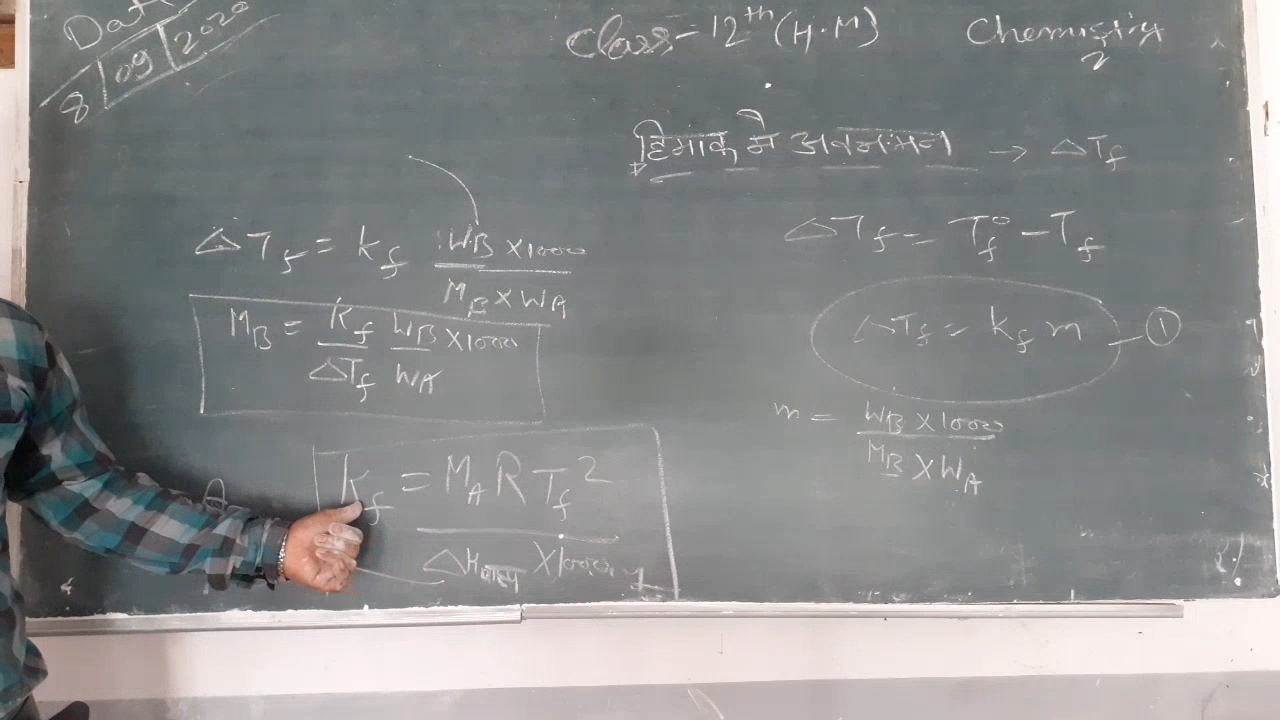 Date
8/09/2020
Class-12th (H.M)
Chemistry
हिमांक में अवनमन → ΔTf
ΔTf = Tf° - Tf
ΔTf = kf m - ①
m = WB X 1000 / MB X WA
ΔTf = kf WB X 1000 / MB X WA
MB = Kf WB X 1000 / ΔTf WA
Kf = MA R Tf² / ΔH X 1000